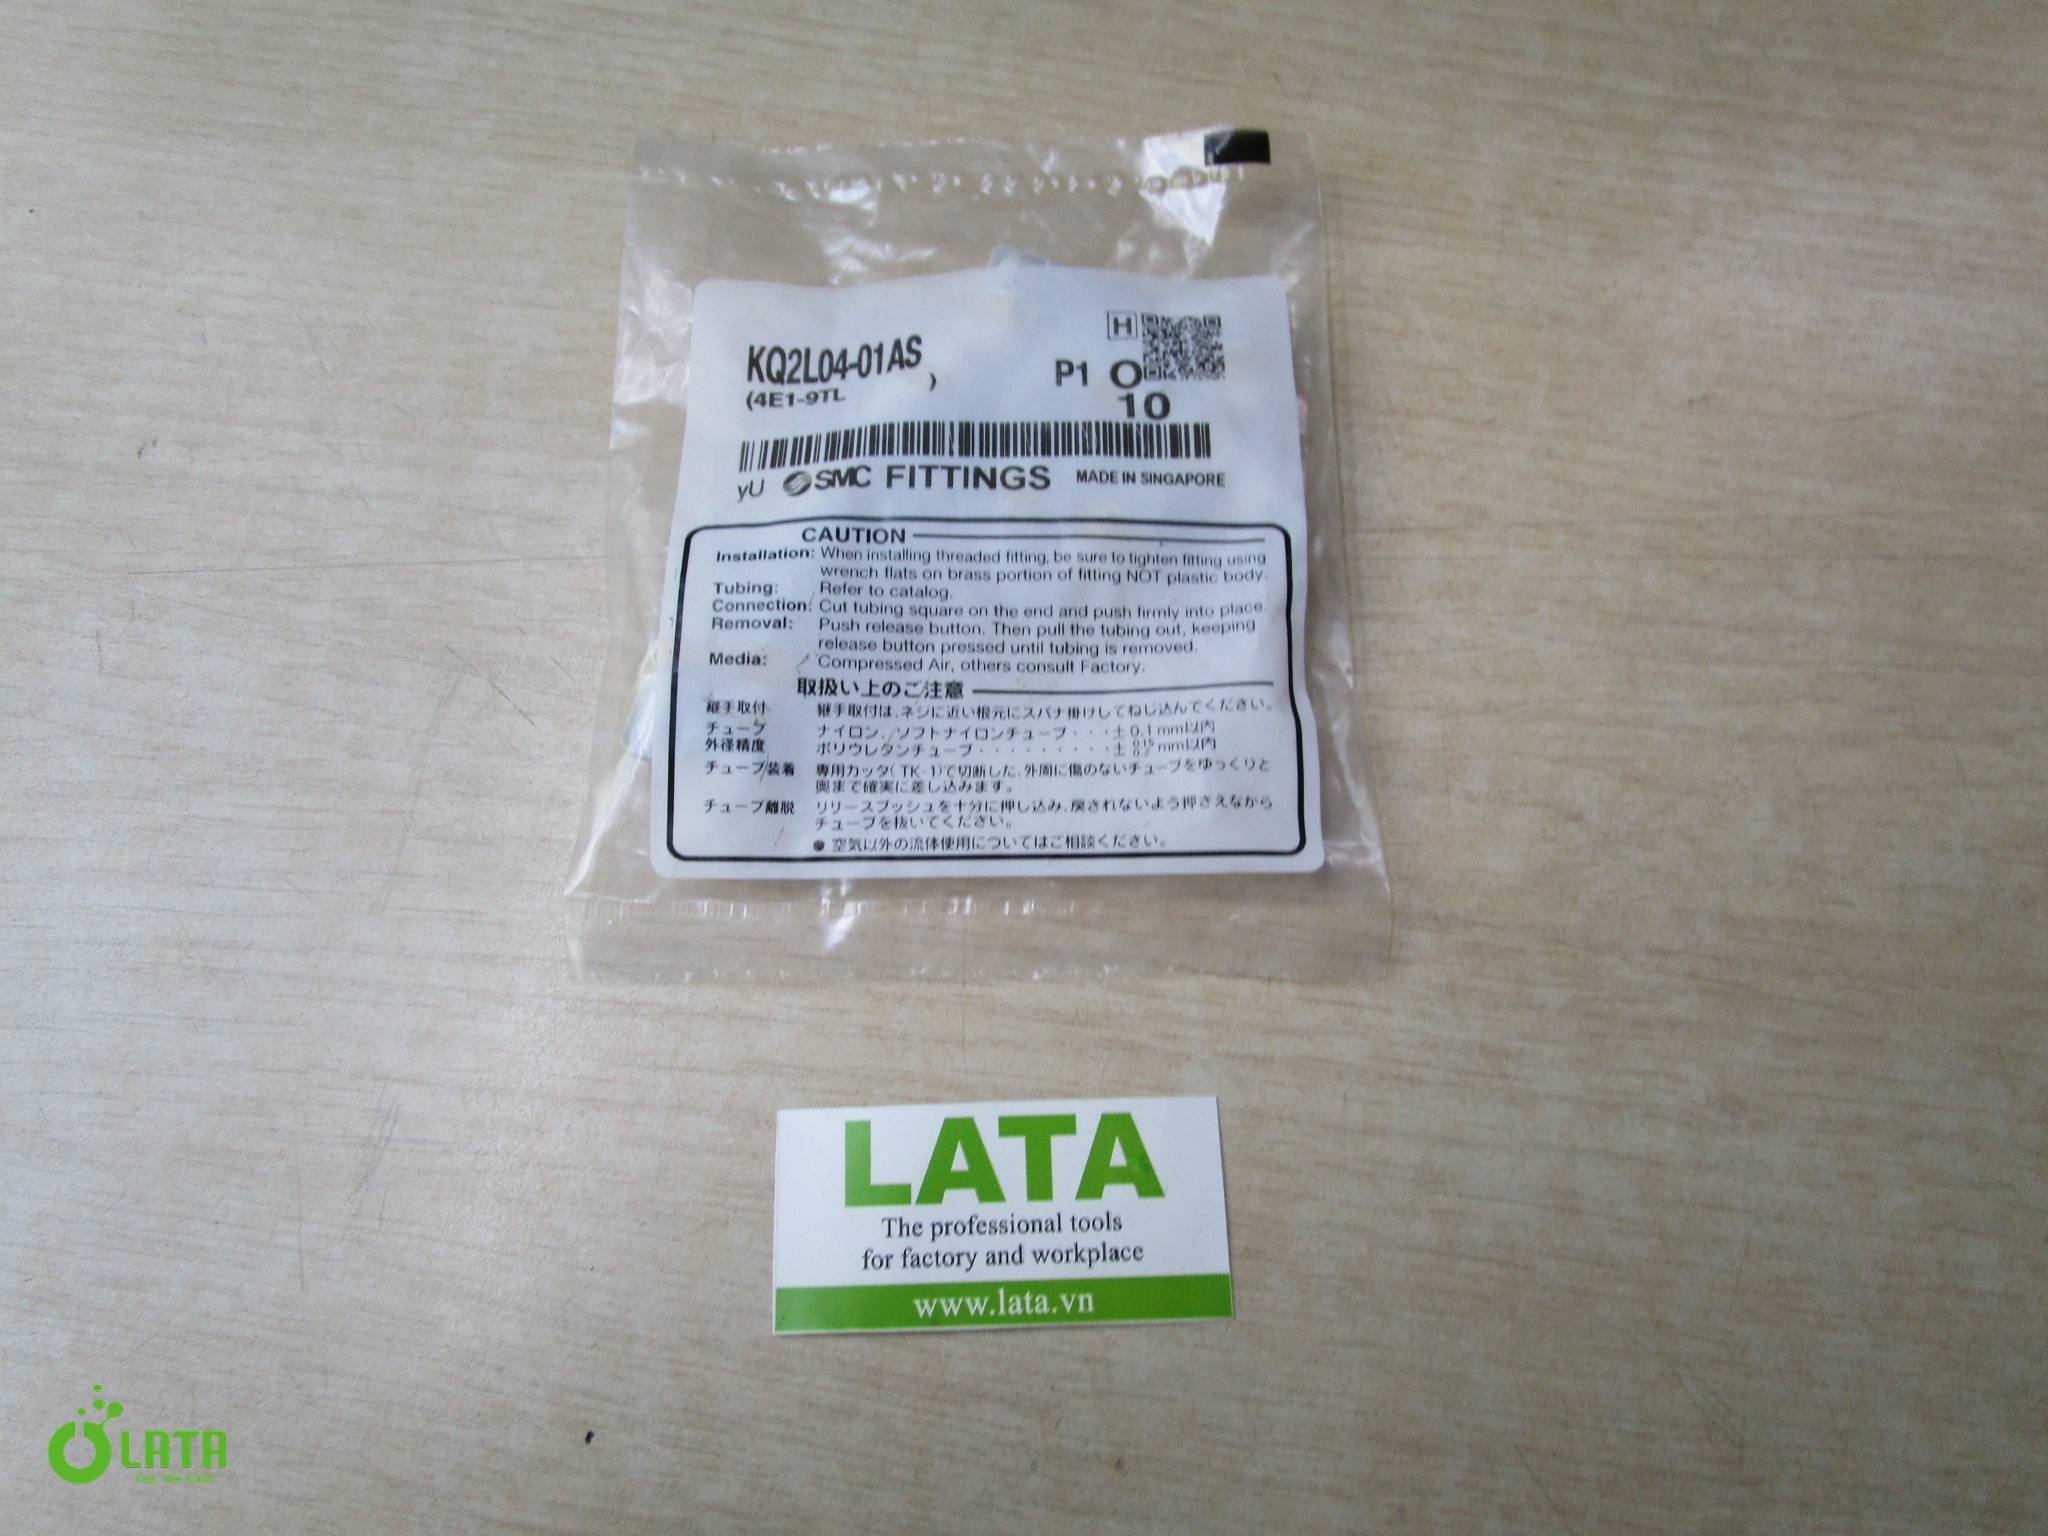 H
KQ2L04-01AS
P1 O
(4E1-9TL )
10
yU SMC FITTINGS MADE IN SINGAPORE
CAUTION
Installation: When installing threaded fitting, be sure to tighten fitting using
wrench flats on brass portion of fitting NOT plastic body.
Tubing: Refer to catalog.
Connection: Cut tubing square on the end and push firmly into place.
Removal: Push release button. Then pull the tubing out, keeping
release button pressed until tubing is removed.
Media: Compressed Air, others consult Factory.
取扱い上のご注意
継手取付 継手取付は、ネジに近い根元にスパナ掛けしてねじ込んでください。
チューブ ナイロン、ソフトナイロンチューブ・・・± 0.1 mm以内
外径精度 ポリウレタンチューブ・・・・・・・・・± 0.15 0.2 mm以内
チューブ装着 専用カッタ(TK-1)で切断した、外周に傷のないチューブをゆっくりと
奥まで確実に差し込みます。
チューブ離脱 リリースプッシュを十分に押し込み、戻されないよう押さえながら
チューブを抜いてください。
● 空気以外の流体使用についてはご相談ください。
LATA
The professional tools
for factory and workplace
www.lata.vn
LATA
Yes. We Can!